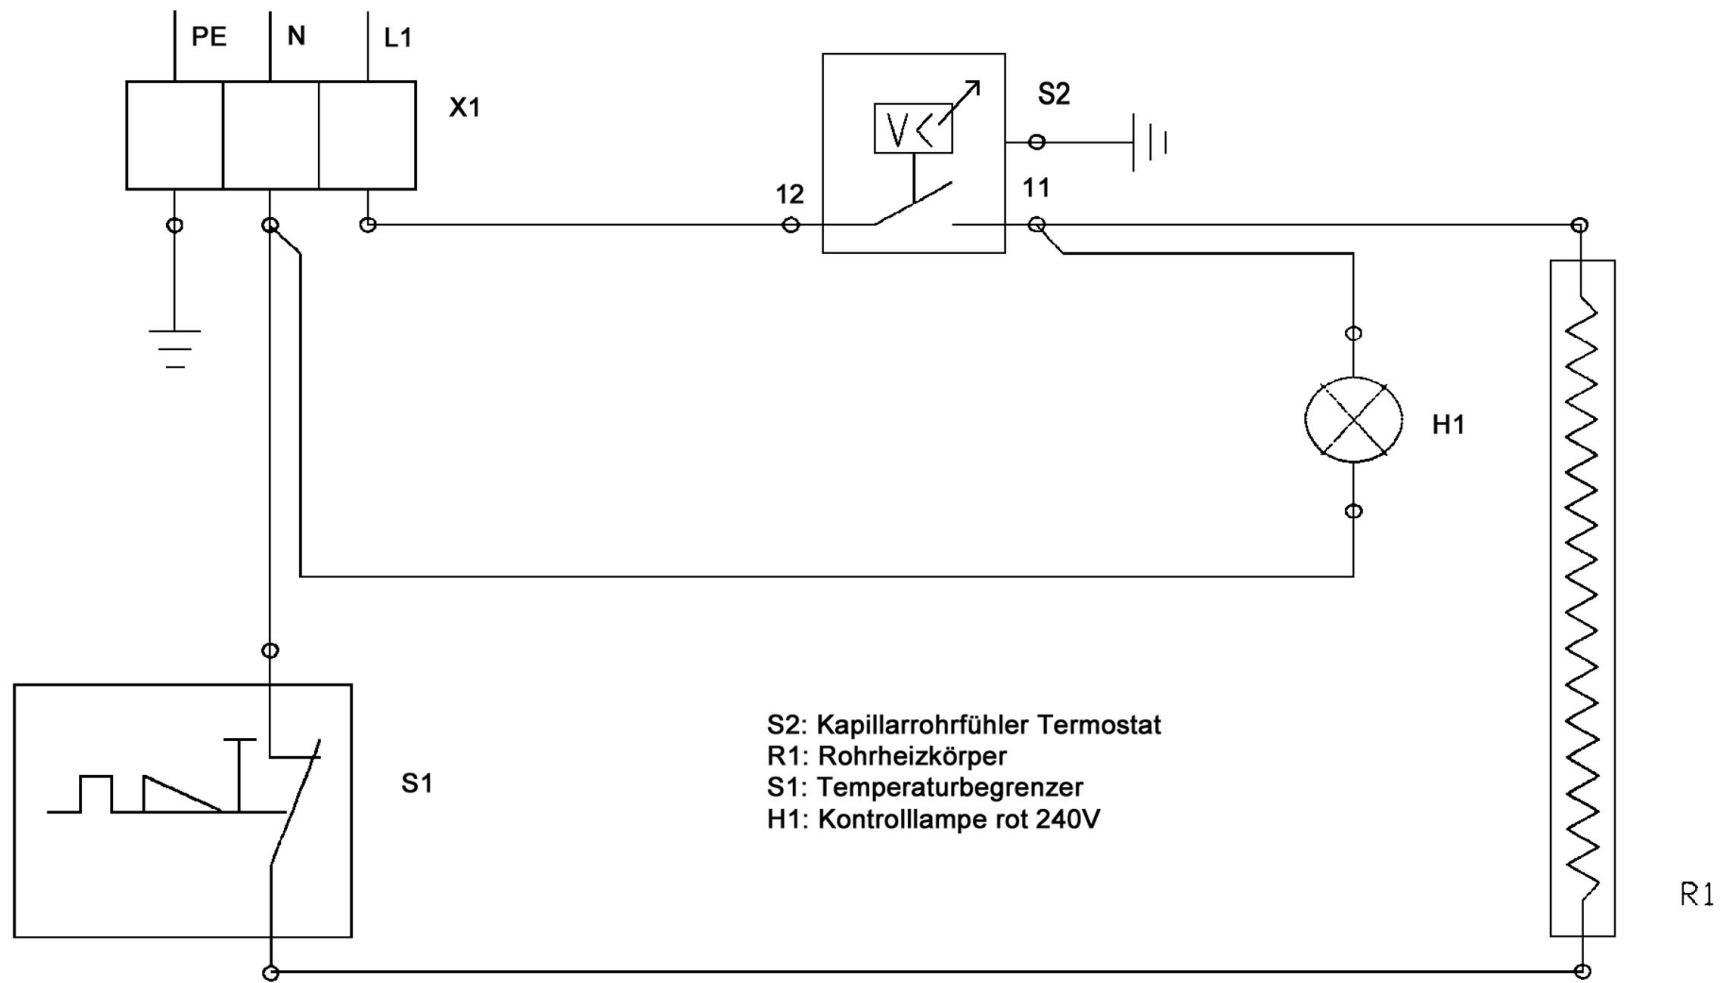 PE N L1
X1
S2
12
11
H1
S1
S2: Kapillarrohrfühler Termostat
R1: Rohrheizkörper
S1: Temperaturbegrenzer
H1: Kontrolllampe rot 240V
R1